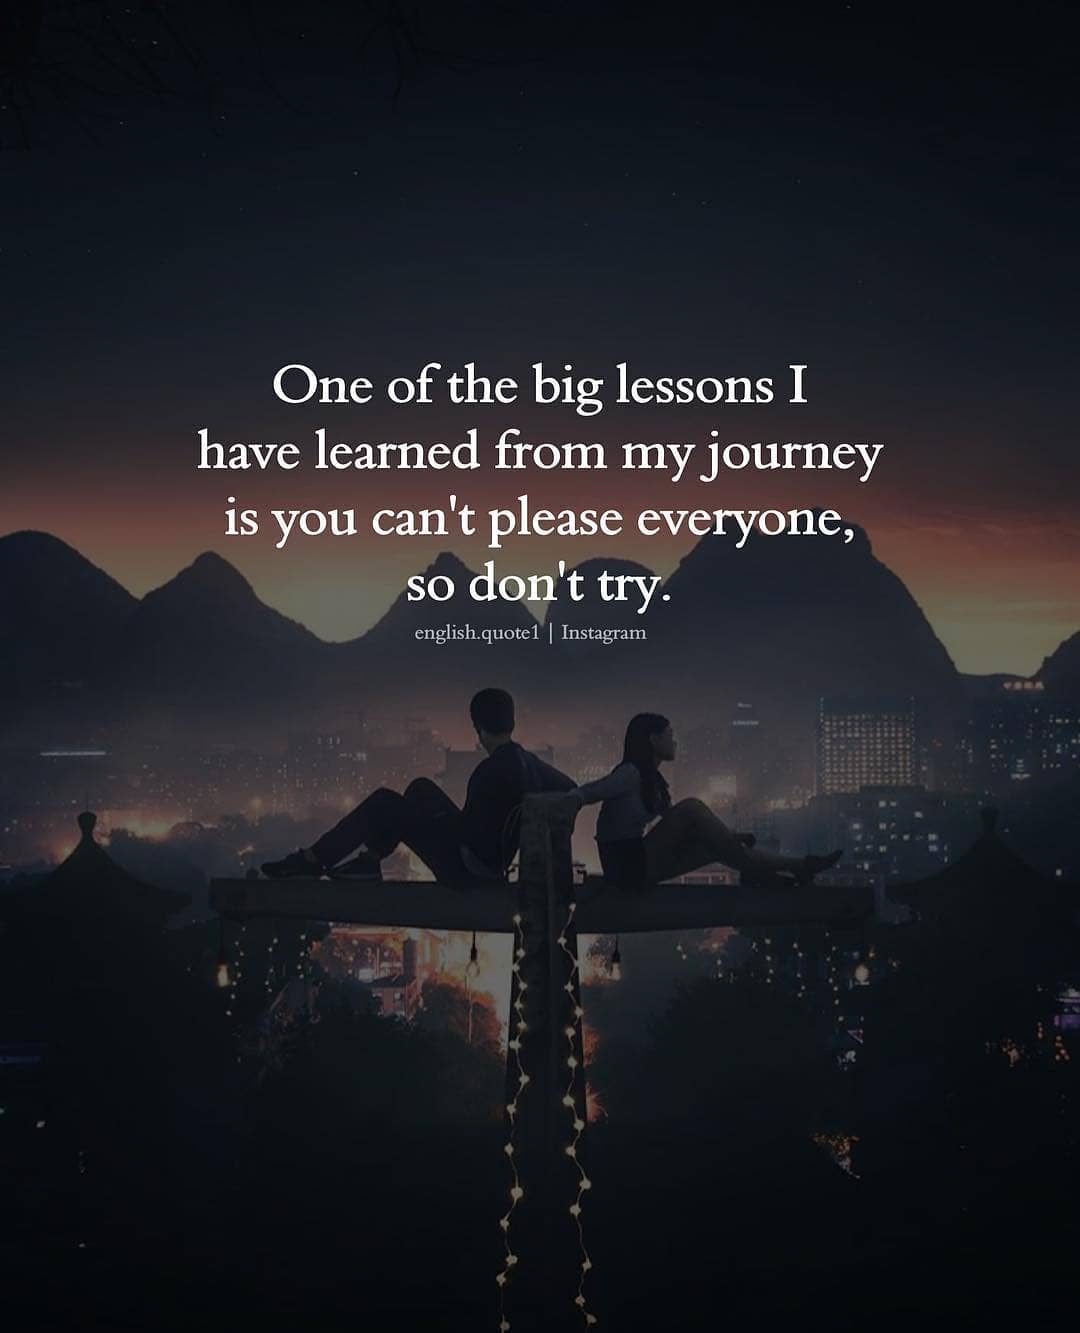 One of the big lessons I
have learned from my journey
is you can't please everyone,
so don't try.
english.quote1 | Instagram